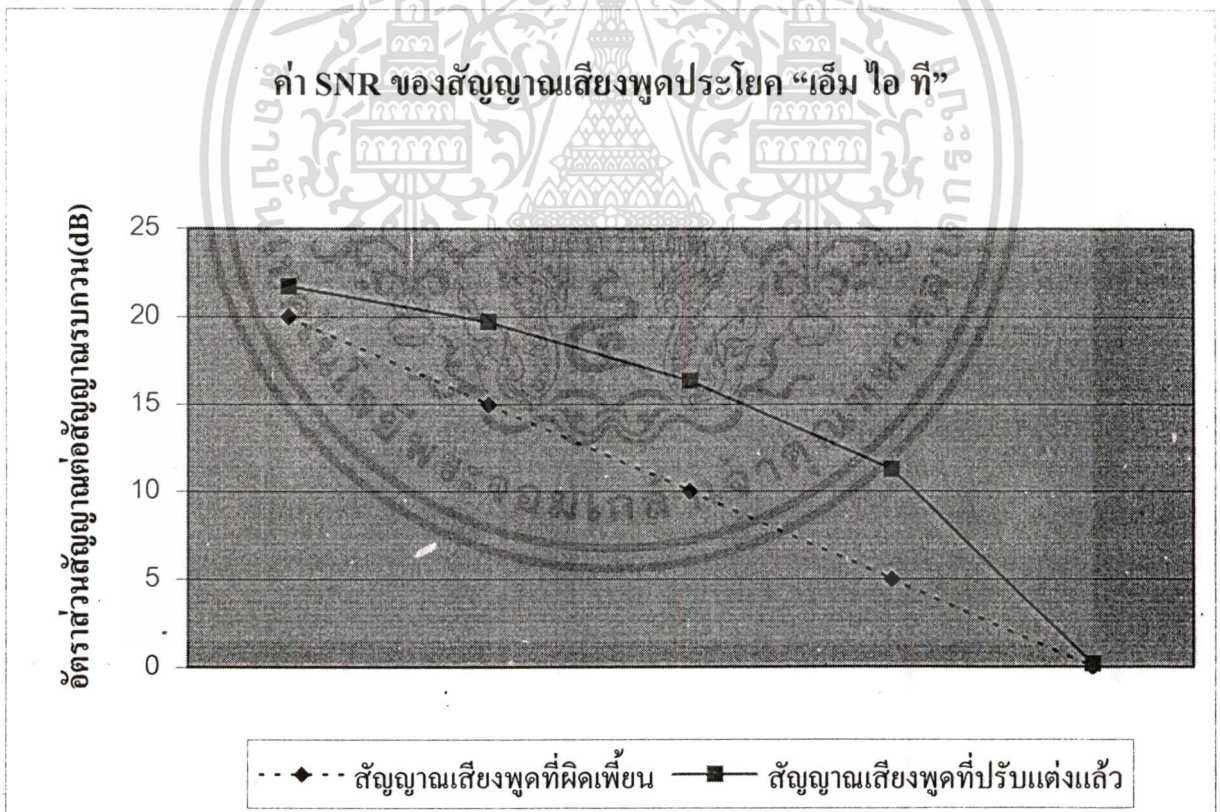 ค่า SNR ของสัญญาณเสียงพูดประโยค “เอ็ม ไอ ที”
อัตราส่วนสัญญาณต่อสัญญาณรบกวน(dB)
25
20
15
10
5
0
สัญญาณเสียงพูดที่ผิดเพี้ยน
สัญญาณเสียงพูดที่ปรับแต่งแล้ว